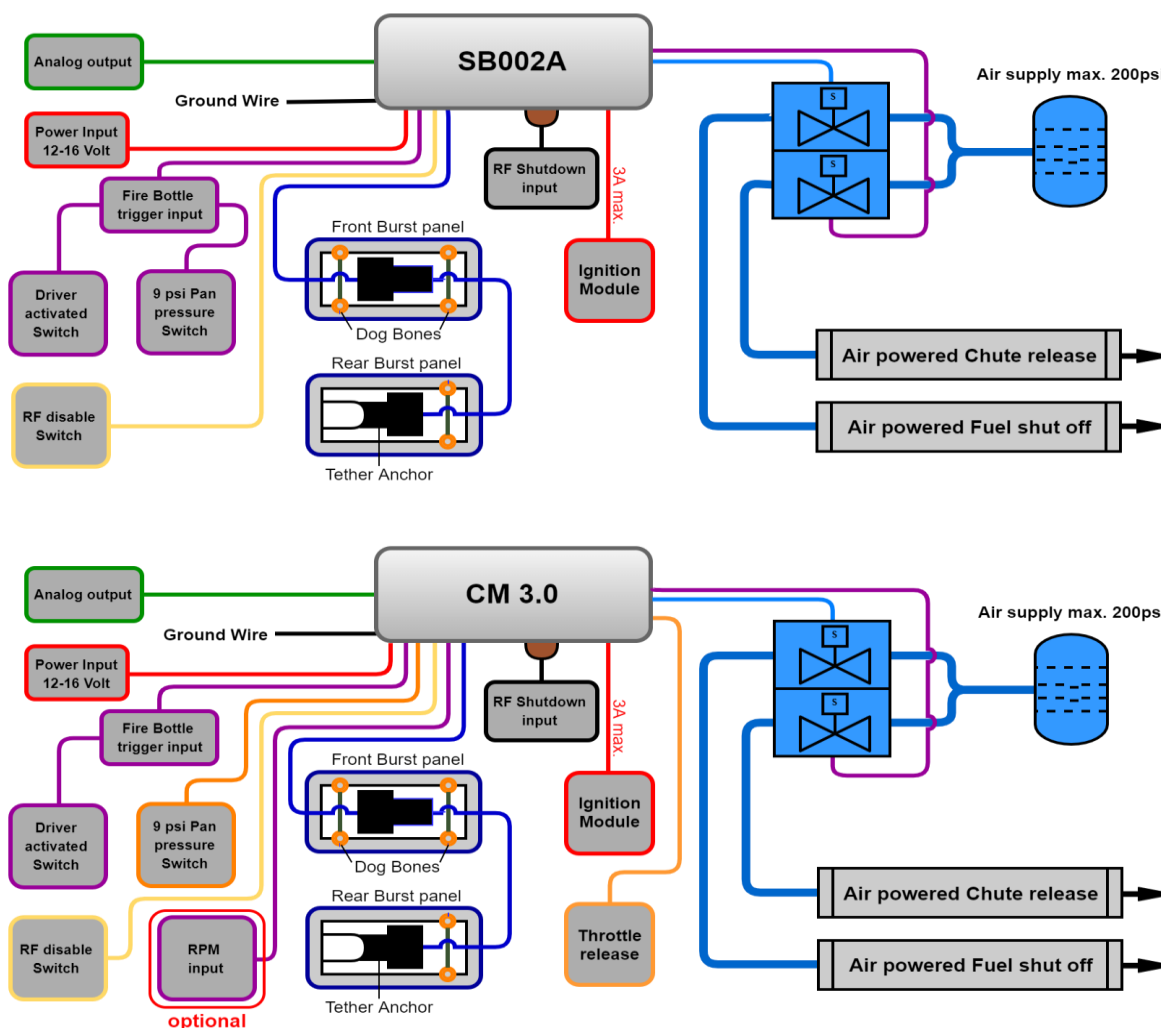 SB002A
Analog output
Ground Wire
Air supply max. 200ps
S
S
Power Input
12-16 Volt
RF Shutdown
input
3A max.
Fire Bottle
trigger input
Front Burst panel
Ignition
Module
Driver
activated
Switch
9 psi Pan
pressure
Switch
Dog Bones
Rear Burst panel
Air powered Chute release
RF disable
Switch
Air powered Fuel shut off
Tether Anchor
CM 3.0
Analog output
Ground Wire
Air supply max. 200ps
S
S
Power Input
12-16 Volt
RF Shutdown
input
3A max.
Fire Bottle
trigger input
Front Burst panel
Ignition
Module
Driver
activated
Switch
9 psi Pan
pressure
Switch
Dog Bones
Rear Burst panel
Air powered Chute release
RF disable
Switch
RPM
input
Throttle
release
Air powered Fuel shut off
Tether Anchor
optional